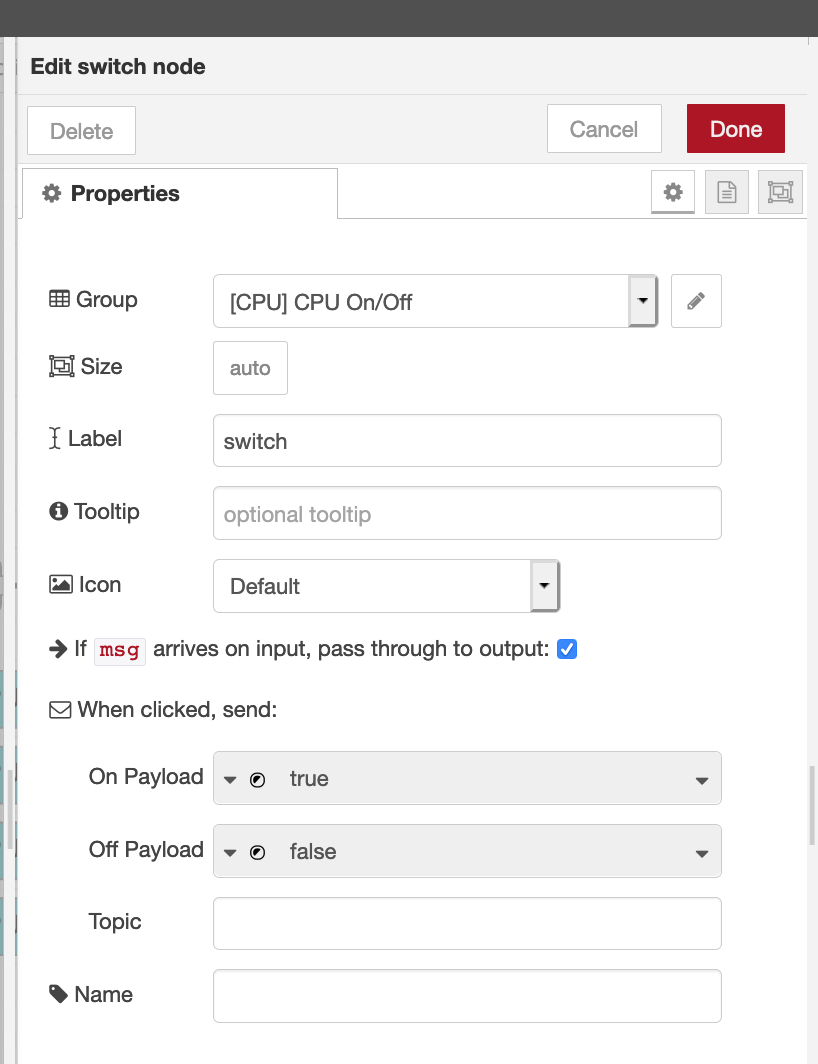 Edit switch node
Delete Cancel Done
Properties
Group [CPU] CPU On/Off
Size auto
Label switch
Tooltip optional tooltip
Icon Default
If msg arrives on input, pass through to output:
When clicked, send:
On Payload true
Off Payload false
Topic
Name